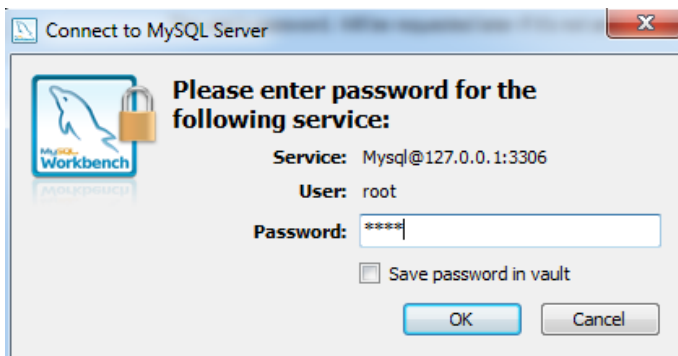 Connect to MySQL Server
Please enter password for the
following service:
MySQL
Workbench
Service: Mysql@127.0.0.1:3306
User: root
Password: ****
Save password in vault
OK Cancel